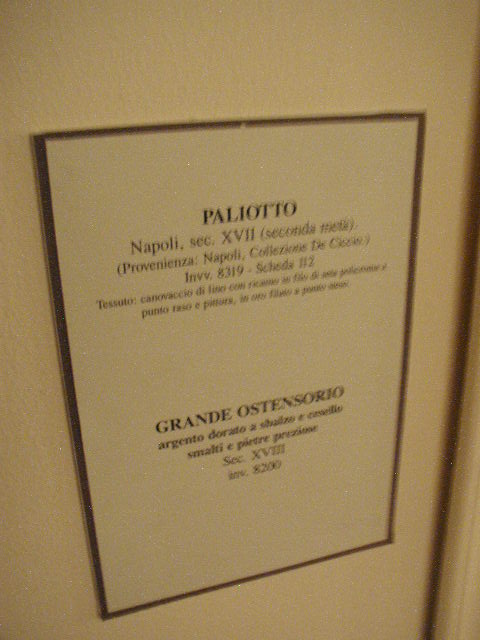 PALIOTTO
Napoli, sec. XVII (seconda metà)
(Provenienza: Napoli, Collezione De Ciccio.)
Invv. 8319 - Scheda 112
Tessuto: canovaccio di lino con ricamo in filo di seta policroma a
punto raso e pittura, in oro filato a punto steso.
GRANDE OSTENSORIO
argento dorato a sbalzo e cesello
smalti e pietre preziose
Sec. XVIII
inv. 8200